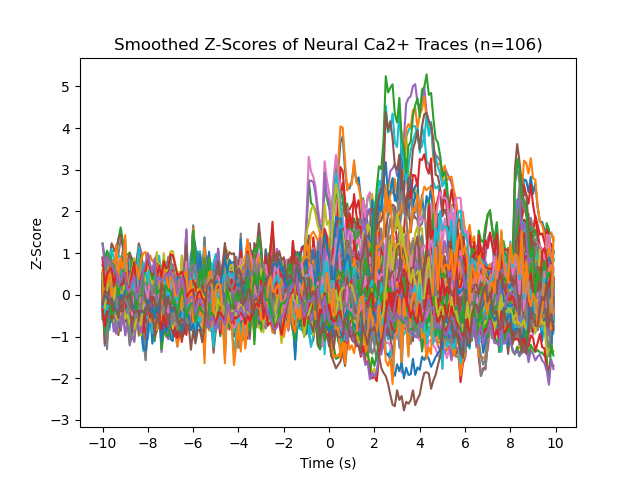 Smoothed Z-Scores of Neural Ca2+ Traces (n=106)
Z-Score
5
4
3
2
1
0
−1
−2
−3
−10 −8 −6 −4 −2 0 2 4 6 8 10
Time (s)